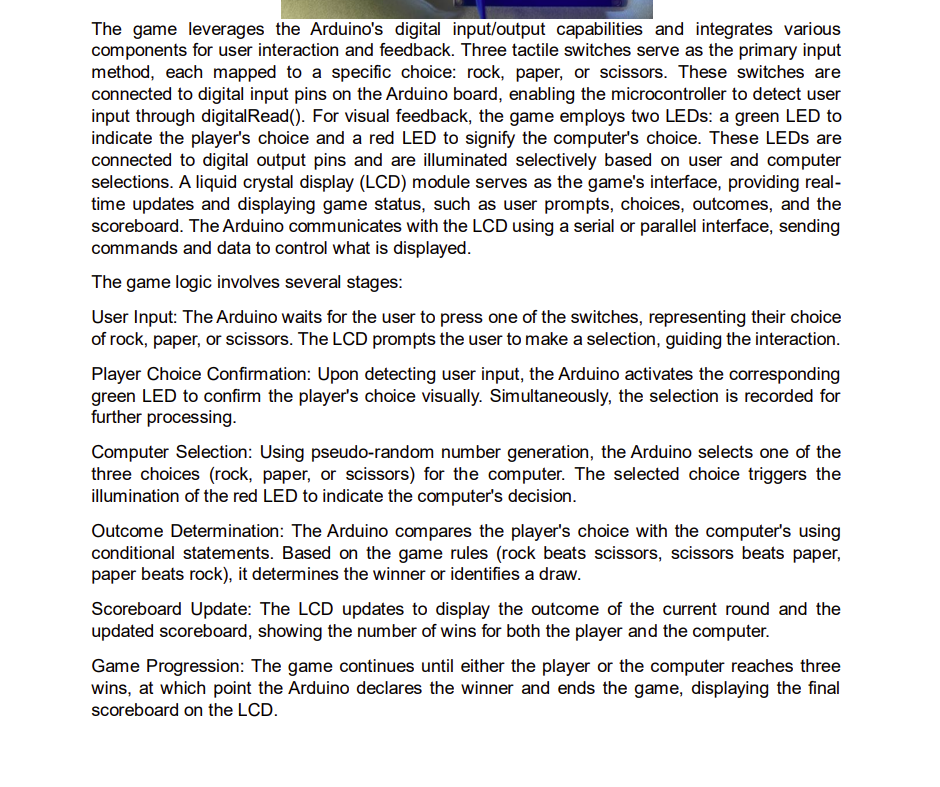 The game leverages the Arduino's digital input/output capabilities and integrates various
components for user interaction and feedback. Three tactile switches serve as the primary input
method, each mapped to a specific choice: rock, paper, or scissors. These switches are
connected to digital input pins on the Arduino board, enabling the microcontroller to detect user
input through digitalRead(). For visual feedback, the game employs two LEDs: a green LED to
indicate the player's choice and a red LED to signify the computer's choice. These LEDs are
connected to digital output pins and are illuminated selectively based on user and computer
selections. A liquid crystal display (LCD) module serves as the game's interface, providing real-
time updates and displaying game status, such as user prompts, choices, outcomes, and the
scoreboard. The Arduino communicates with the LCD using a serial or parallel interface, sending
commands and data to control what is displayed.
The game logic involves several stages:
User Input: The Arduino waits for the user to press one of the switches, representing their choice
of rock, paper, or scissors. The LCD prompts the user to make a selection, guiding the interaction.
Player Choice Confirmation: Upon detecting user input, the Arduino activates the corresponding
green LED to confirm the player's choice visually. Simultaneously, the selection is recorded for
further processing.
Computer Selection: Using pseudo-random number generation, the Arduino selects one of the
three choices (rock, paper, or scissors) for the computer. The selected choice triggers the
illumination of the red LED to indicate the computer's decision.
Outcome Determination: The Arduino compares the player's choice with the computer's using
conditional statements. Based on the game rules (rock beats scissors, scissors beats paper,
paper beats rock), it determines the winner or identifies a draw.
Scoreboard Update: The LCD updates to display the outcome of the current round and the
updated scoreboard, showing the number of wins for both the player and the computer.
Game Progression: The game continues until either the player or the computer reaches three
wins, at which point the Arduino declares the winner and ends the game, displaying the final
scoreboard on the LCD.